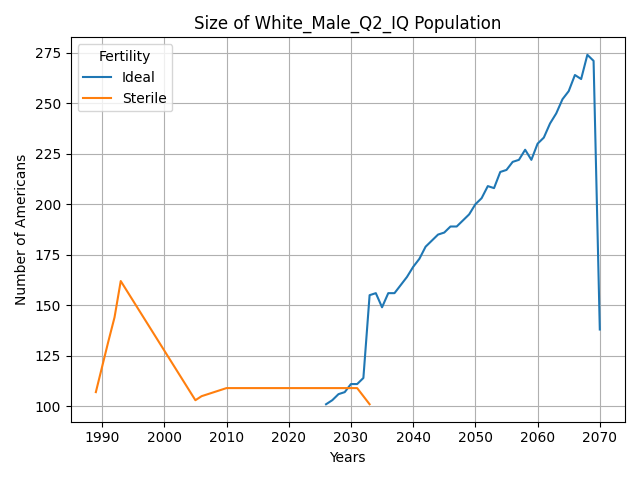 Size of White_Male_Q2_IQ Population
Fertility
Ideal
Sterile
Number of Americans
275
250
225
200
175
150
125
100
1990 2000 2010 2020 2030 2040 2050 2060 2070
Years